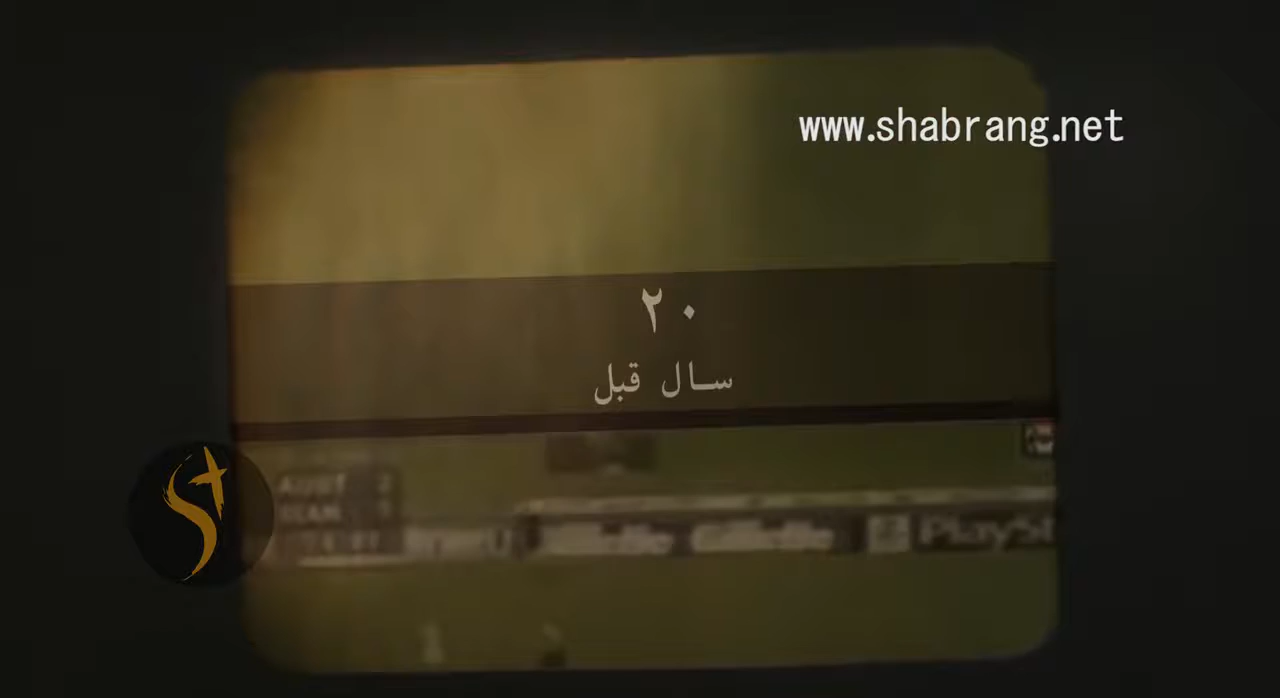 www.shabrang.net
۲۰
سال قبل
Gillette Gillette PlaySt